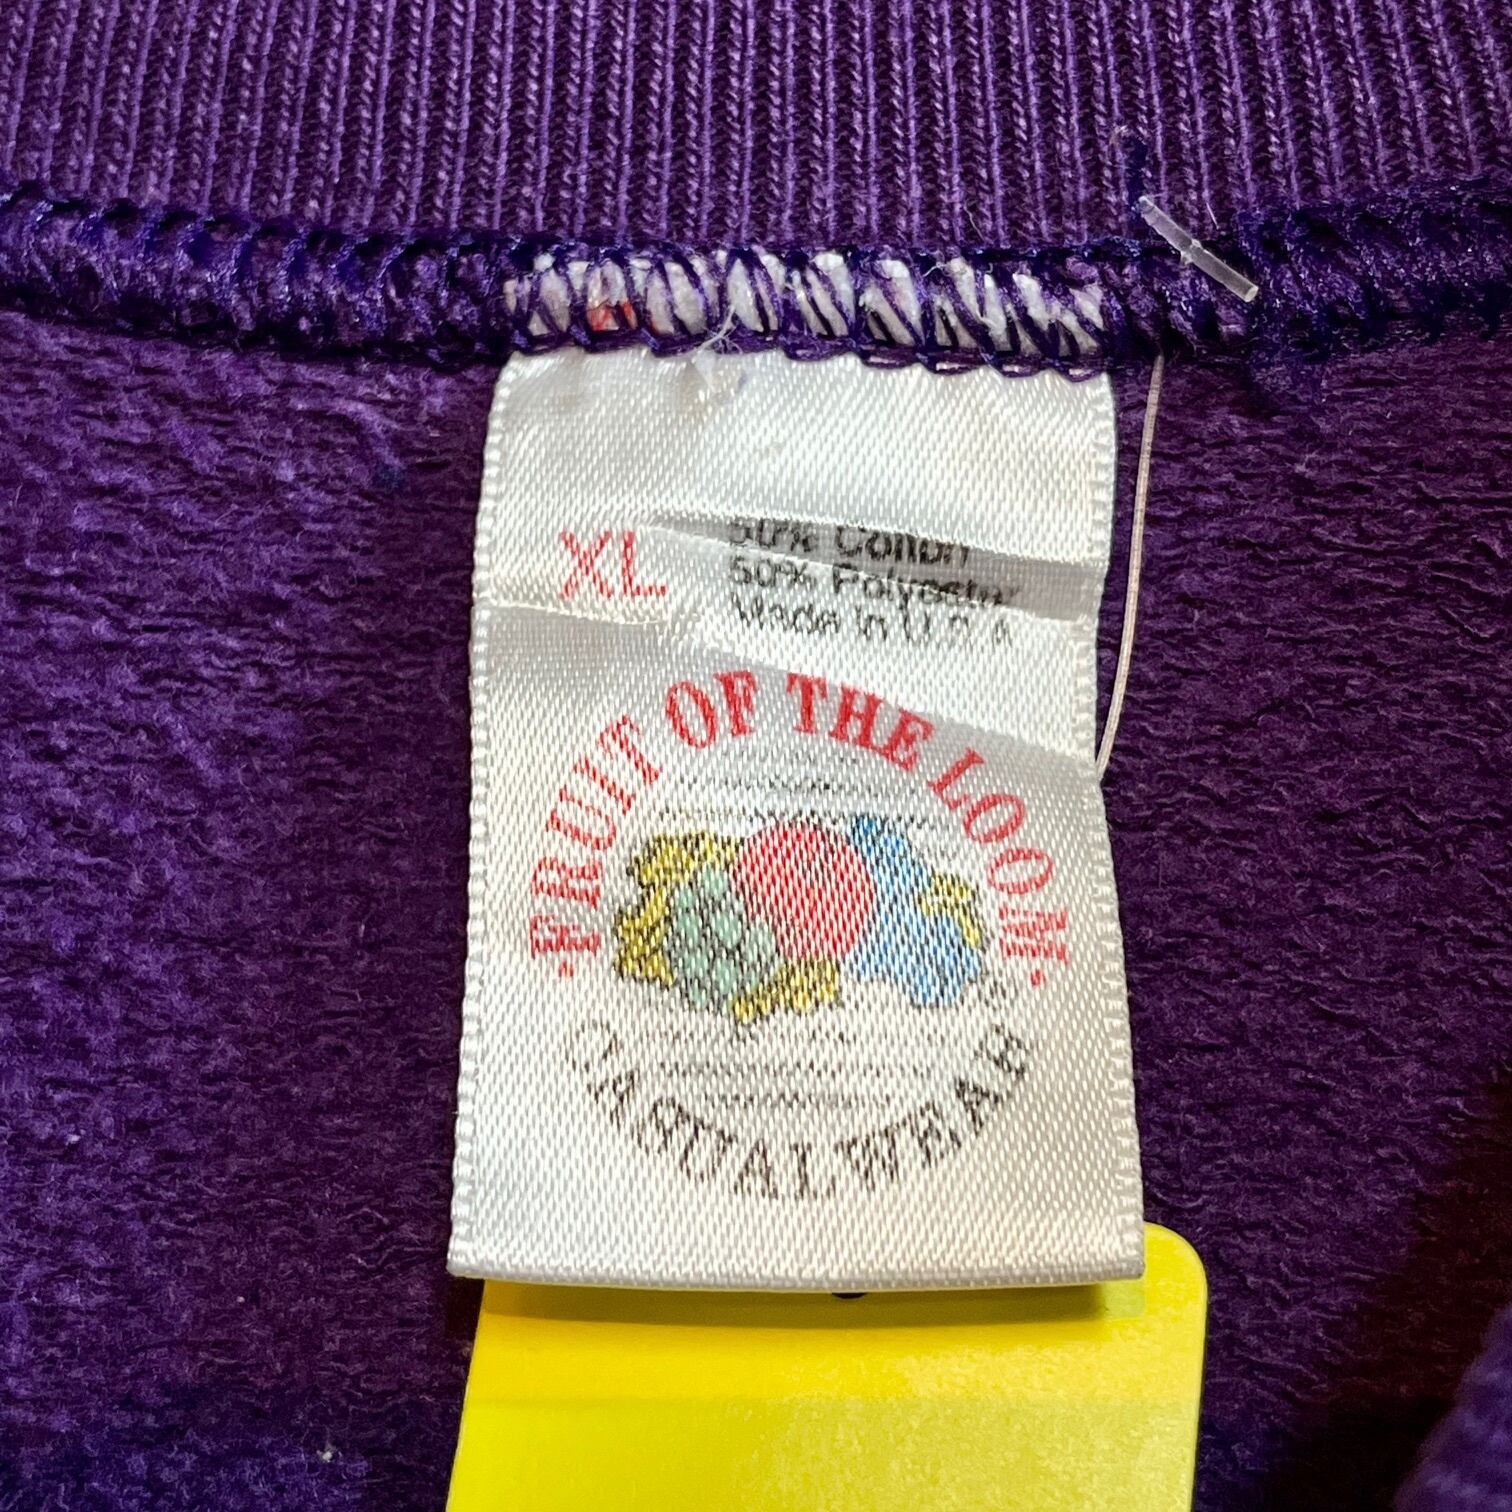 XL
50% Cotton
50% Polyester
Made in U.S.A
·FRUIT OF THE LOOM·
CASUALWEAR